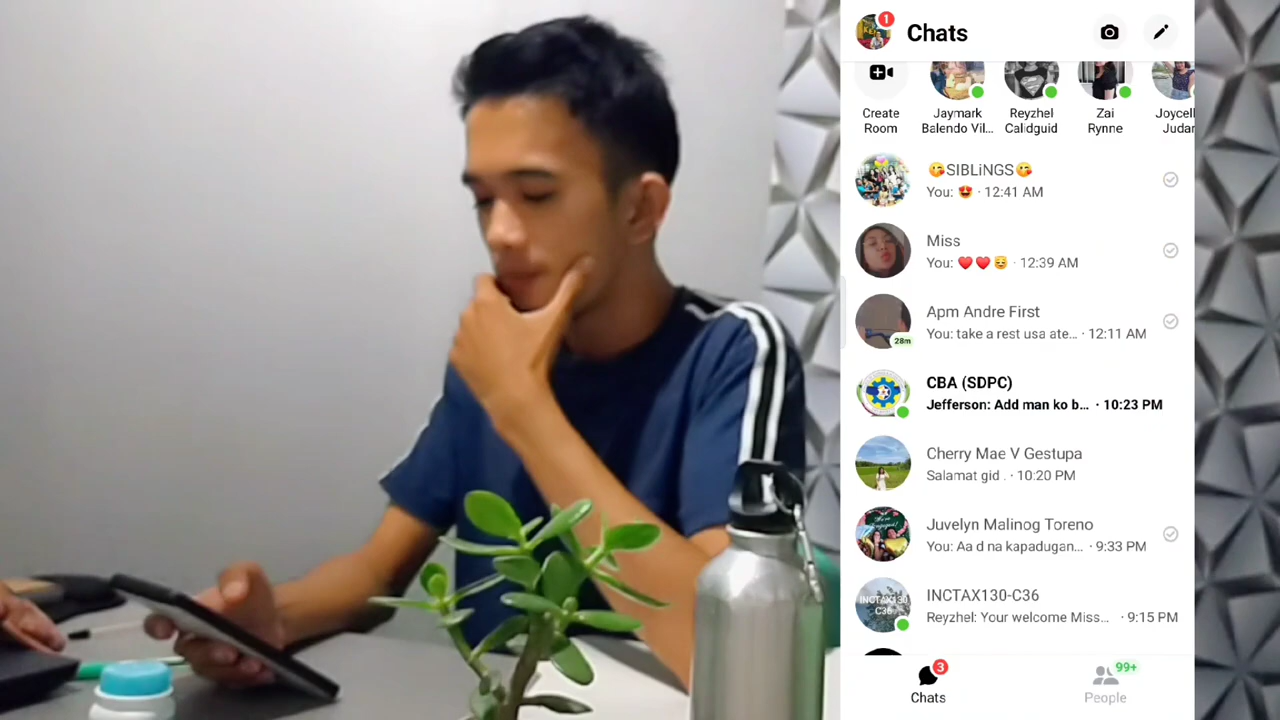 1
Chats
Create Room
Jaymark Balendo Vil...
Reyzhel Calidguid
Zai Rynne
Joycell Judar
😋SIBLiNGS😋
You: 😍 · 12:41 AM
Miss
You: ♥️♥️😇 · 12:39 AM
Apm Andre First
You: take a rest usa ate... · 12:11 AM
28m
CBA (SDPC)
Jefferson: Add man ko b... · 10:23 PM
Cherry Mae V Gestupa
Salamat gid . · 10:20 PM
Juvelyn Malinog Toreno
You: Aa d na kapadugan... · 9:33 PM
INCTAX130
C36
INCTAX130-C36
Reyzhel: Your welcome Miss... · 9:15 PM
3
Chats
99+
People